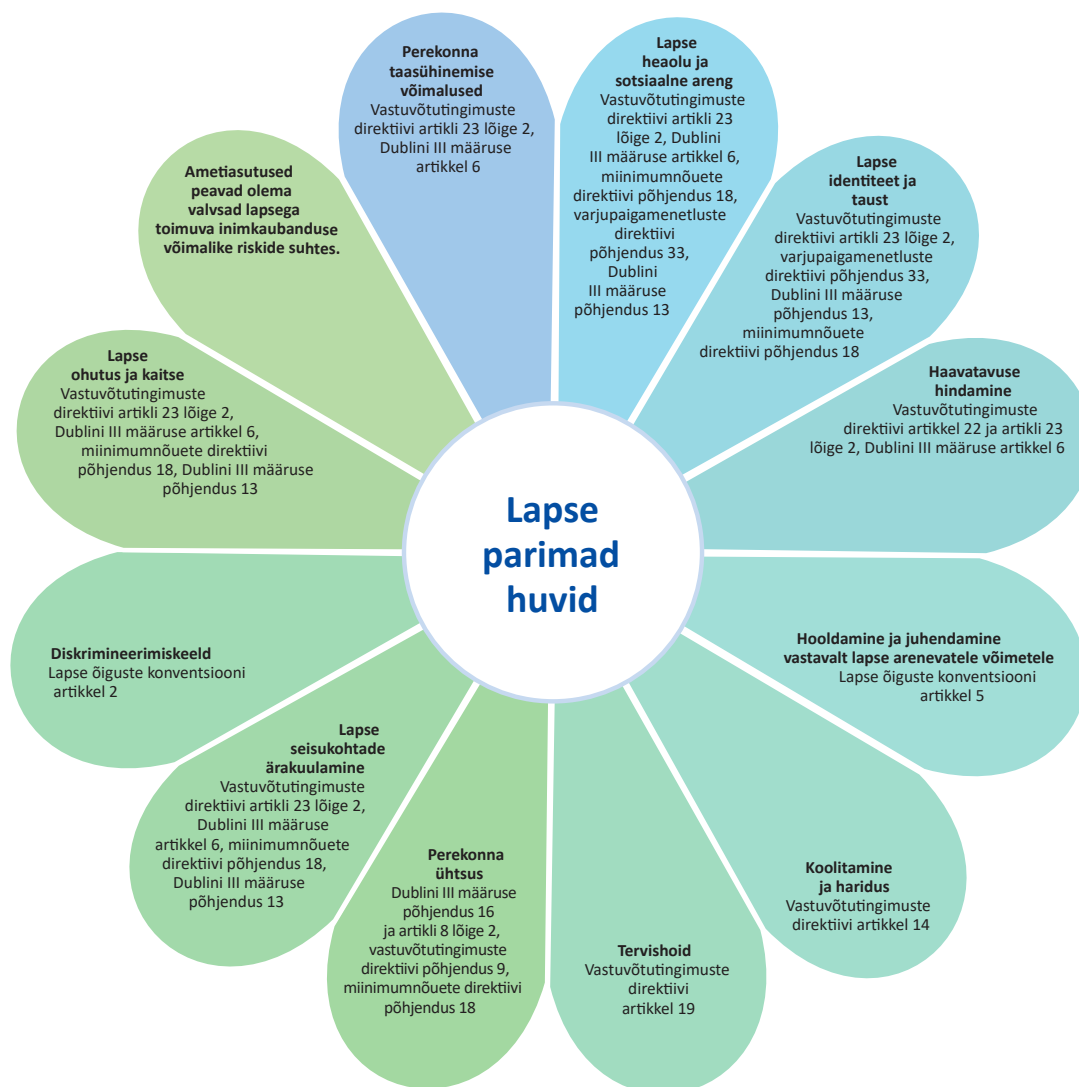 Perekonna
taasühinemise
võimalused
Vastuvõtutingimuste
direktiivi artikli 23 lõige 2,
Dublini III määruse
artikkel 6
Lapse
heaolu ja
sotsiaalne areng
Vastuvõtutingimuste
direktiivi artikli 23
lõige 2, Dublini
III määruse artikkel 6,
miinimumnõuete
direktiivi põhjendus 18,
varjupaigamenetluste
direktiivi
põhjendus 33,
Dublini
III määruse
põhjendus 13
Lapse
identiteet ja
taust
Vastuvõtutingimuste
direktiivi artikli 23 lõige 2,
varjupaigamenetluste
direktiivi põhjendus 33,
Dublini III määruse
põhjendus 13,
miinimumnõuete
direktiivi põhjendus 18
Haavatavuse
hindamine
Vastuvõtutingimuste
direktiivi artikkel 22 ja artikli 23
lõige 2, Dublini III määruse artikkel 6
Hooldamine ja juhendamine
vastavalt lapse arenevatele võimetele
Lapse õiguste konventsiooni
artikkel 5
Koolitamine
ja haridus
Vastuvõtutingimuste
direktiivi artikkel 14
Tervishoid
Vastuvõtutingimuste
direktiivi
artikkel 19
Perekonna
ühtsus
Dublini III määruse
põhjendus 16
ja artikli 8 lõige 2,
vastuvõtutingimuste
direktiivi põhjendus 9,
miinimumnõuete direktiivi
põhjendus 18
Lapse
seisukohtade
ärakuulamine
Vastuvõtutingimuste
direktiivi artikli 23 lõige 2,
Dublini III määruse
artikkel 6, miinimumnõuete
direktiivi põhjendus 18,
Dublini III määruse
põhjendus 13
Diskrimineerimiskeeld
Lapse õiguste konventsiooni
artikkel 2
Lapse
ohutus ja kaitse
Vastuvõtutingimuste
direktiivi artikli 23 lõige 2,
Dublini III määruse artikkel 6,
miinimumnõuete direktiivi
põhjendus 18, Dublini III määruse
põhjendus 13
Ametiasutused
peavad olema
valvsad lapsega
toimuva inimkaubanduse
võimalike riskide suhtes.
Lapse
parimad
huvid